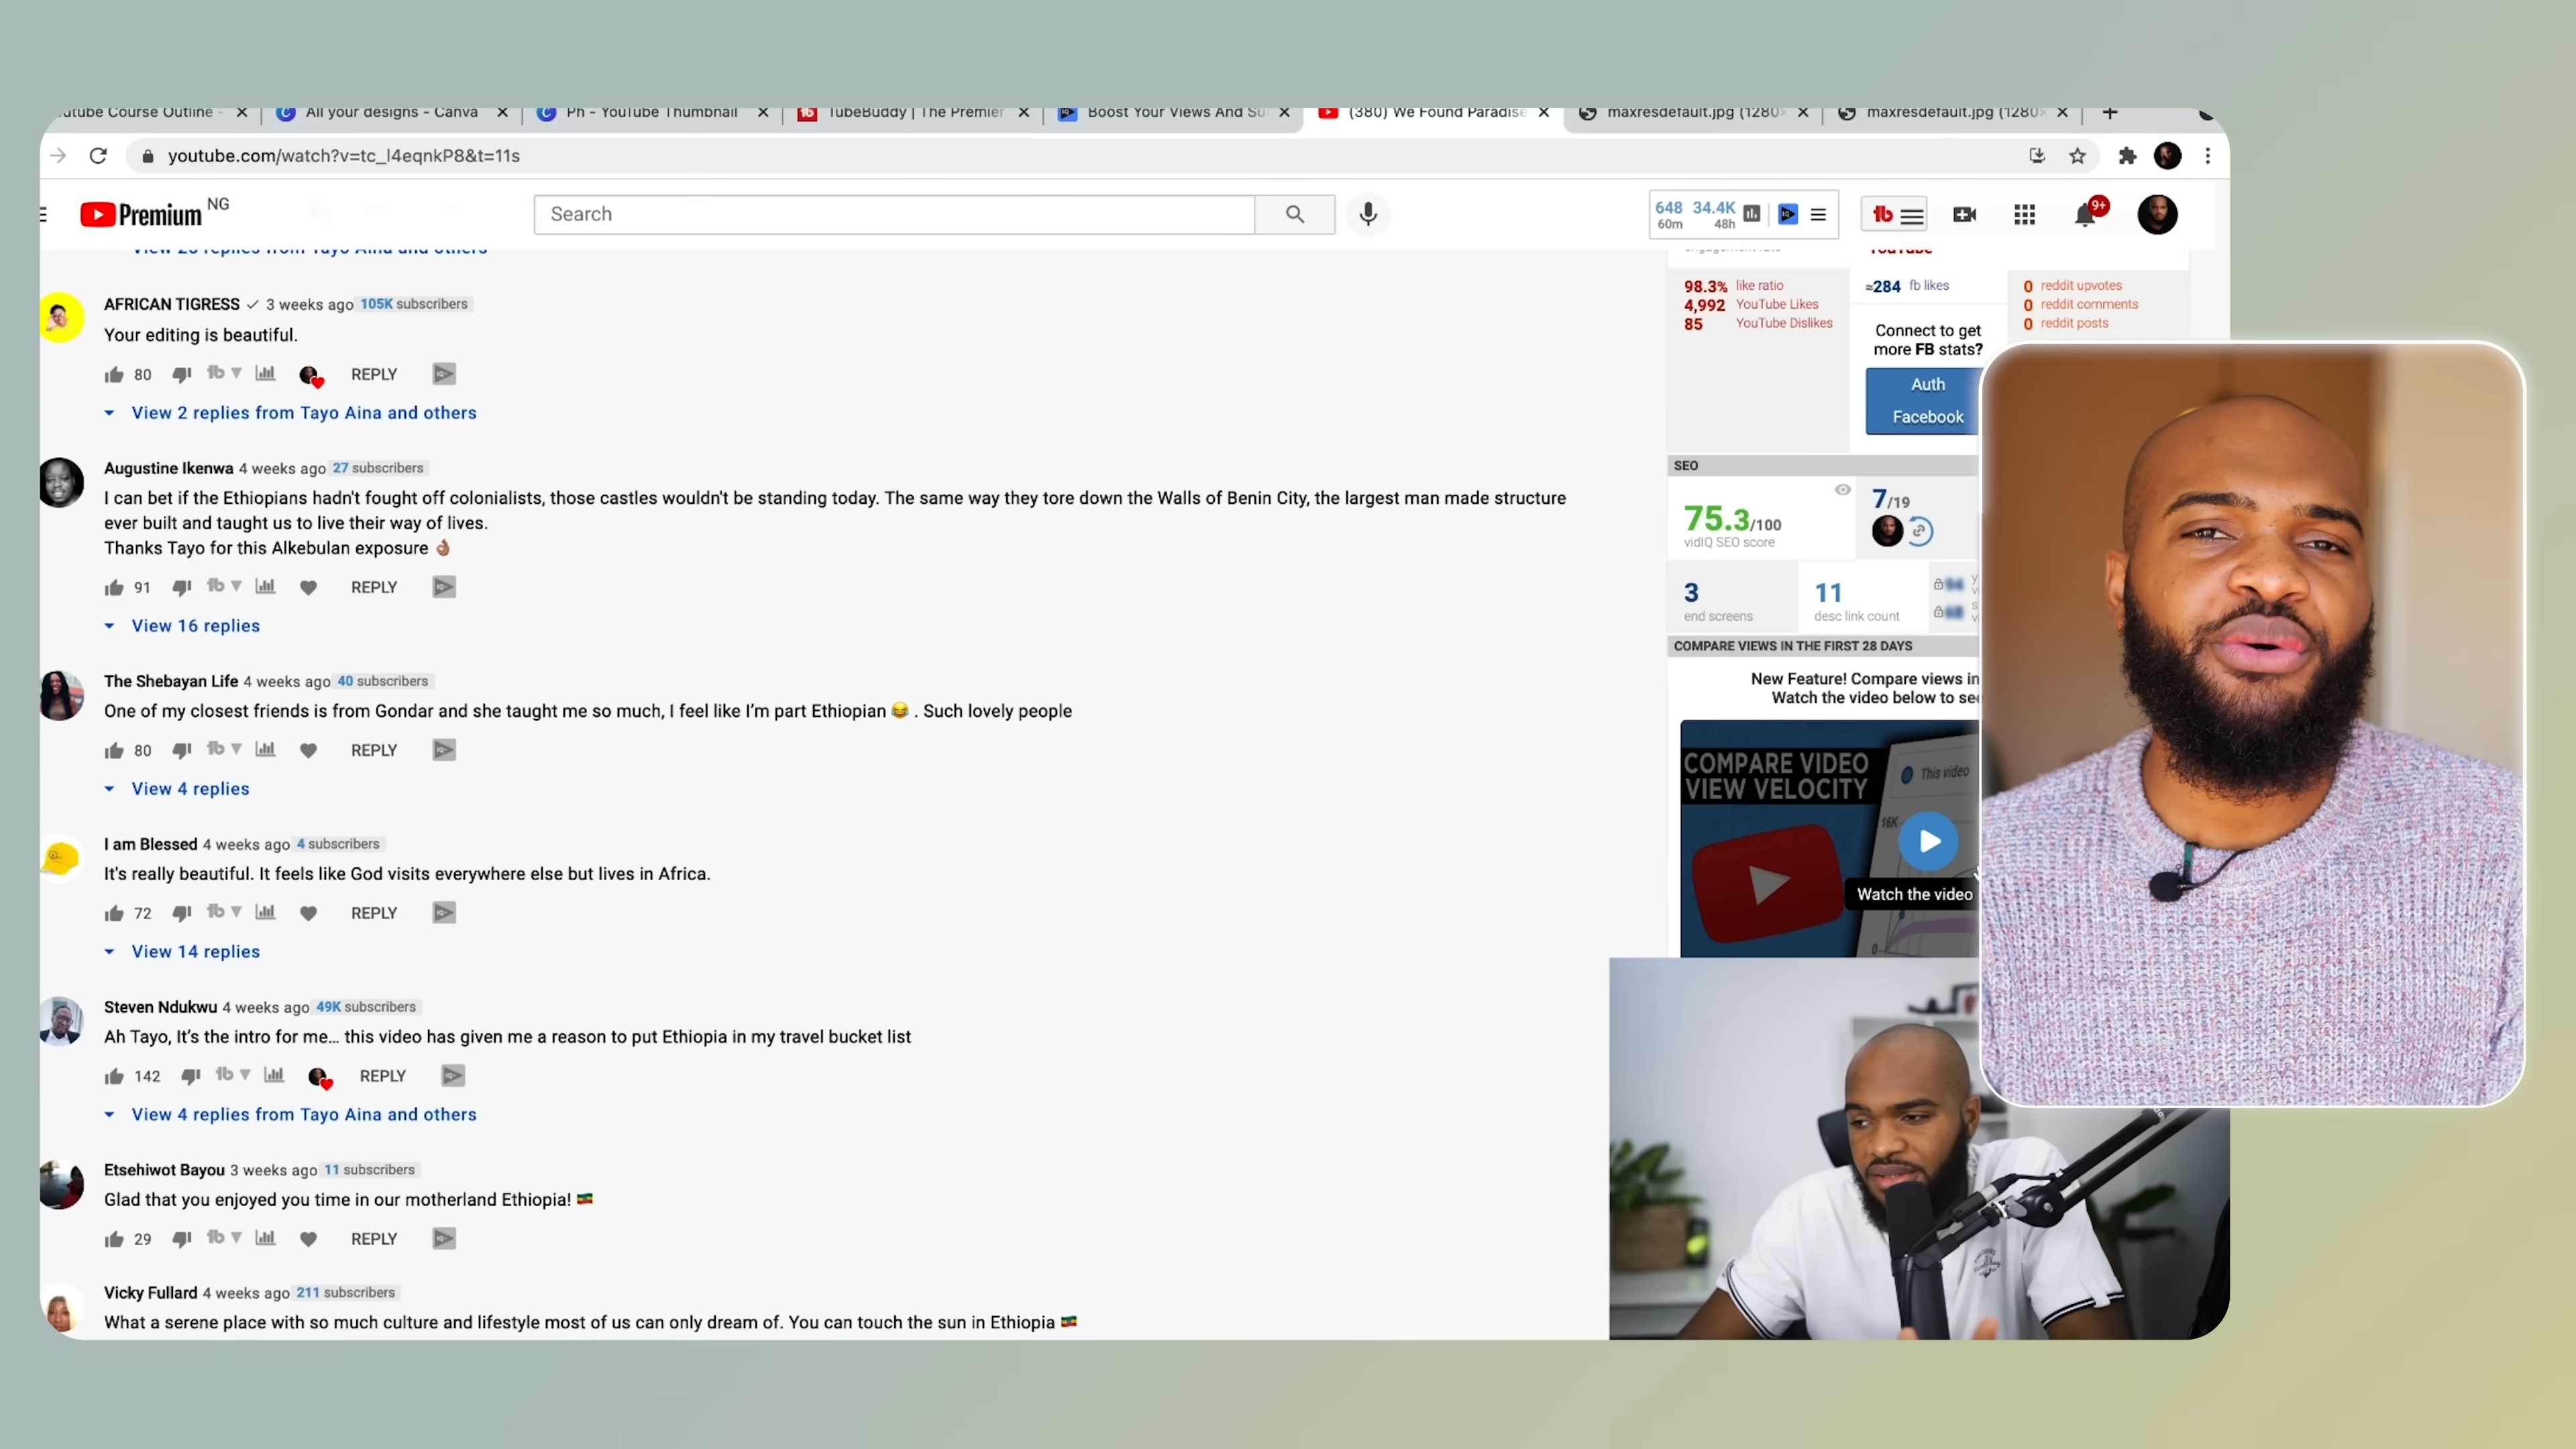 utube Course Outline -
All your designs - Canva
Ph - YouTube Thumbnail
TubeBuddy | The Premier
Boost Your Views And Su
(380) We Found Paradise
maxresdefault.jpg (1280×
maxresdefault.jpg (1280×
youtube.com/watch?v=tc_l4eqnkP8&t=11s
Premium NG
Search
648 34.4K
60m 48h
9+
View 20 replies from Tayo Aina and others
engagement rate
YouTube
AFRICAN TIGRESS 3 weeks ago 105K subscribers
Your editing is beautiful.
80 REPLY
View 2 replies from Tayo Aina and others
Augustine Ikenwa 4 weeks ago 27 subscribers
I can bet if the Ethiopians hadn't fought off colonialists, those castles wouldn't be standing today. The same way they tore down the Walls of Benin City, the largest man made structure
ever built and taught us to live their way of lives.
Thanks Tayo for this Alkebulan exposure 👌🏾
91 REPLY
View 16 replies
The Shebayan Life 4 weeks ago 40 subscribers
One of my closest friends is from Gondar and she taught me so much, I feel like I'm part Ethiopian 😂 . Such lovely people
80 REPLY
View 4 replies
I am Blessed 4 weeks ago 4 subscribers
It's really beautiful. It feels like God visits everywhere else but lives in Africa.
72 REPLY
View 14 replies
Steven Ndukwu 4 weeks ago 49K subscribers
Ah Tayo, It's the intro for me... this video has given me a reason to put Ethiopia in my travel bucket list
142 REPLY
View 4 replies from Tayo Aina and others
Etsehiwot Bayou 3 weeks ago 11 subscribers
Glad that you enjoyed you time in our motherland Ethiopia! 🇪🇹
29 REPLY
Vicky Fullard 4 weeks ago 211 subscribers
What a serene place with so much culture and lifestyle most of us can only dream of. You can touch the sun in Ethiopia 🇪🇹
98.3% like ratio
4,992 YouTube Likes
85 YouTube Dislikes
≈284 fb likes
Connect to get
more FB stats?
Auth
Facebook
0 reddit upvotes
0 reddit comments
0 reddit posts
SEO
75.3/100
vidIQ SEO score
7/19
3
end screens
11
desc link count
COMPARE VIEWS IN THE FIRST 28 DAYS
New Feature! Compare views in
Watch the video below to see
COMPARE VIDEO
VIEW VELOCITY
This video
16K
0
Watch the video